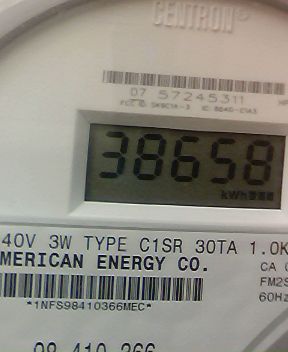 CENTRON®
07 57245311
38658
kWh
40V 3W TYPE C1SR 30TA 1.0K
MERICAN ENERGY CO.
CA
FM2S
60Hz
*1NFS98410366MEC*
98 410 366